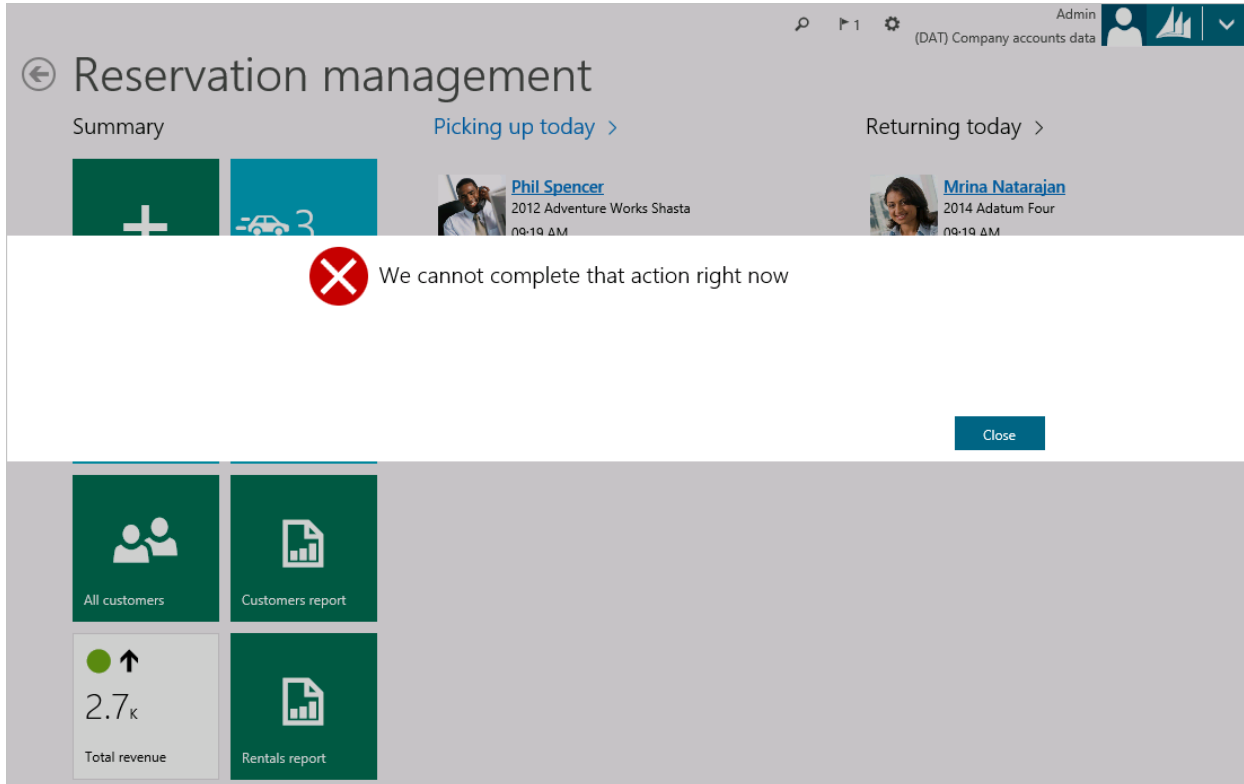 1
Admin
(DAT) Company accounts data
Reservation management
Summary
Picking up today >
Returning today >
3
Phil Spencer
2012 Adventure Works Shasta
09:19 AM
Mrina Natarajan
2014 Adatum Four
09:19 AM
We cannot complete that action right now
Close
All customers
Customers report
2.7K
Total revenue
Rentals report